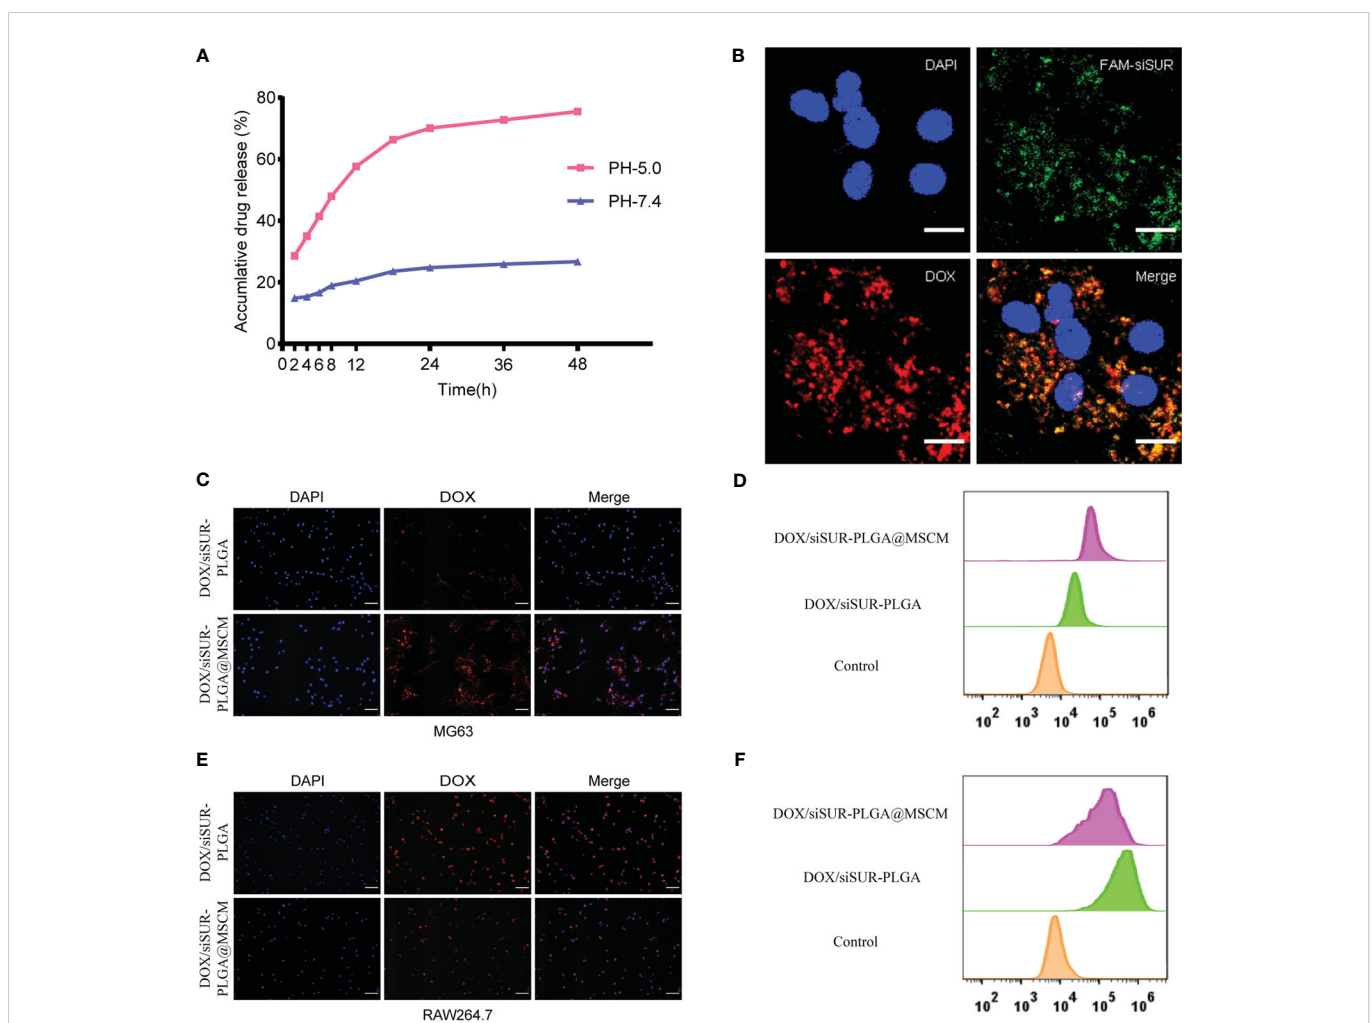 A
Accumlative drug release (%)
80
60
40
20
0
0 2 4 6 8 12 24 36 48
Time(h)
PH-5.0
PH-7.4
B
DAPI
FAM-siSUR
DOX
Merge
C
DAPI DOX Merge
DOX/siSUR-
PLGA
DOX/siSUR-
PLGA@MSCM
MG63
D
DOX/siSUR-PLGA@MSCM
DOX/siSUR-PLGA
Control
10² 10³ 10⁴ 10⁵ 10⁶
E
DAPI DOX Merge
DOX/siSUR-
PLGA
DOX/siSUR-
PLGA@MSCM
RAW264.7
F
DOX/siSUR-PLGA@MSCM
DOX/siSUR-PLGA
Control
10² 10³ 10⁴ 10⁵ 10⁶